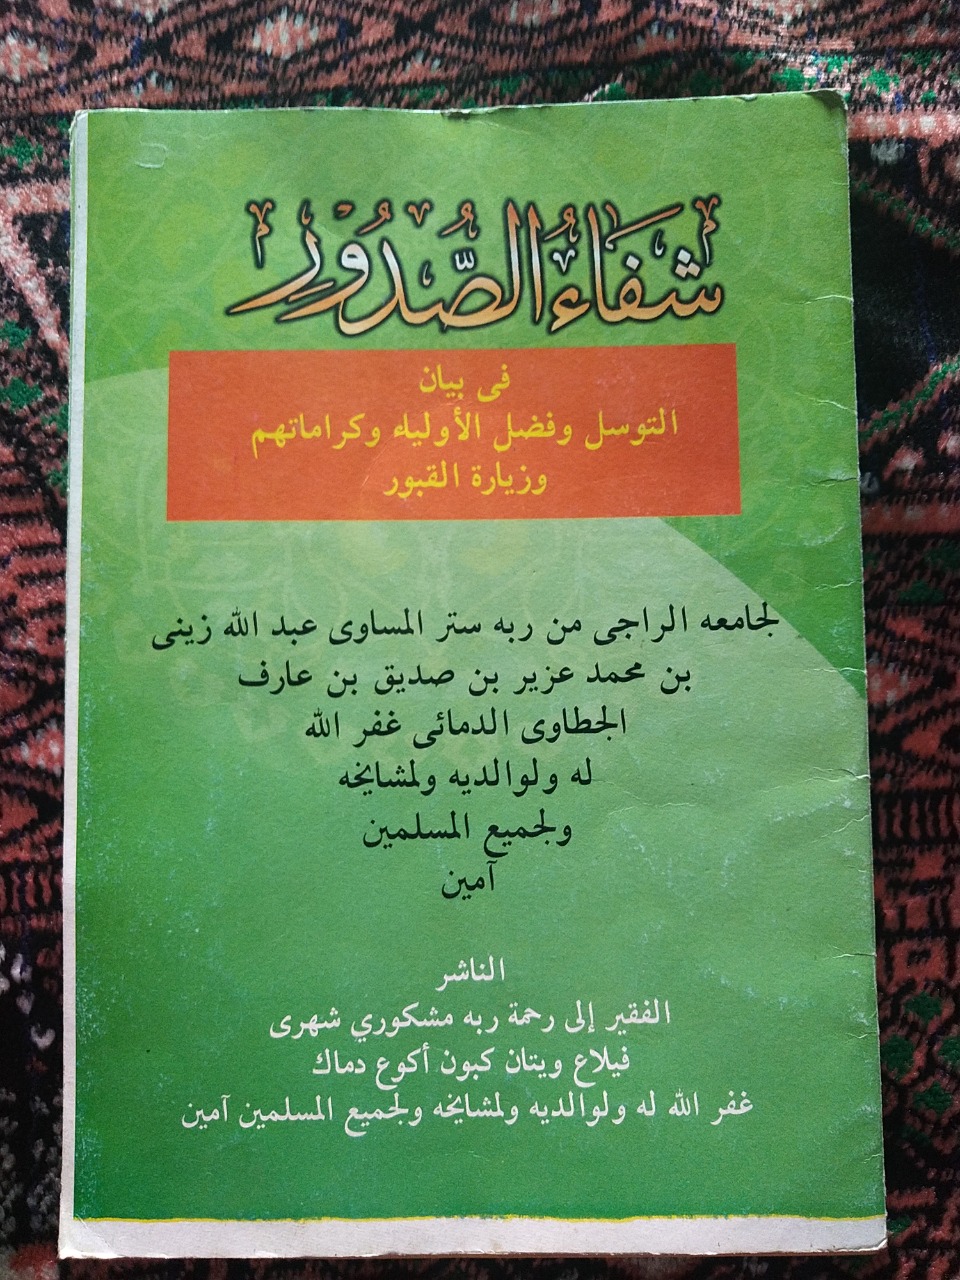 شَفَاءُ الصُّدُوْرِ
فى بيان
التوسل وفضل الأولياء وكراماتهم
وزيارة القبور
لجامعه الراجى من ربه ستر المساوى عبد الله زينى
بن محمد عزير بن صديق بن عارف
الجطاوى الدمائى غفر الله
له ولوالديه ولمشايخه
ولجميع المسلمين
آمين
الناشر
الفقير إلى رحمة ربه مشكوري شهرى
فيلاع ويتان كبون أكوع دماك
غفر الله له ولوالديه ولمشايخه ولجميع المسلمين آمين